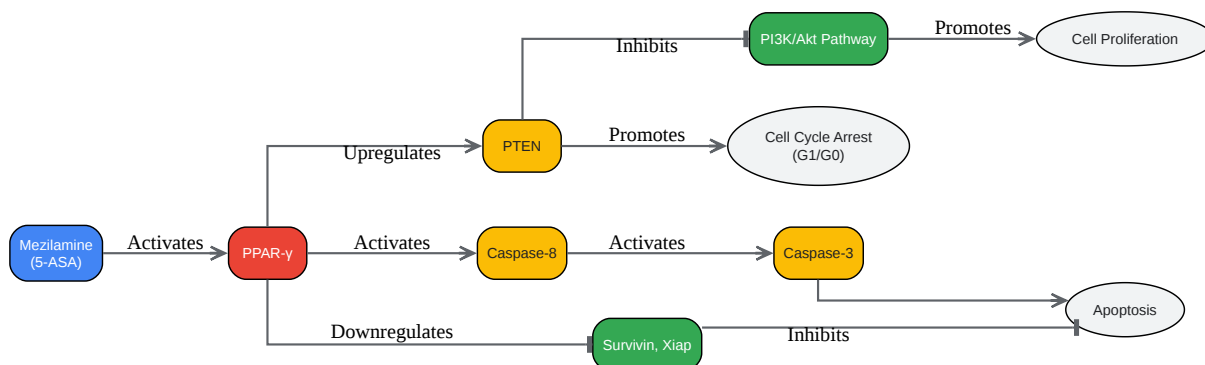 PI3K/Akt Pathway
Promotes
Cell Proliferation
Inhibits
PTEN
Promotes
Cell Cycle Arrest
(G1/G0)
Upregulates
Mezilamine
(5-ASA)
Activates
PPAR-γ
Activates
Caspase-8
Activates
Caspase-3
Apoptosis
Downregulates
Survivin, Xiap
Inhibits